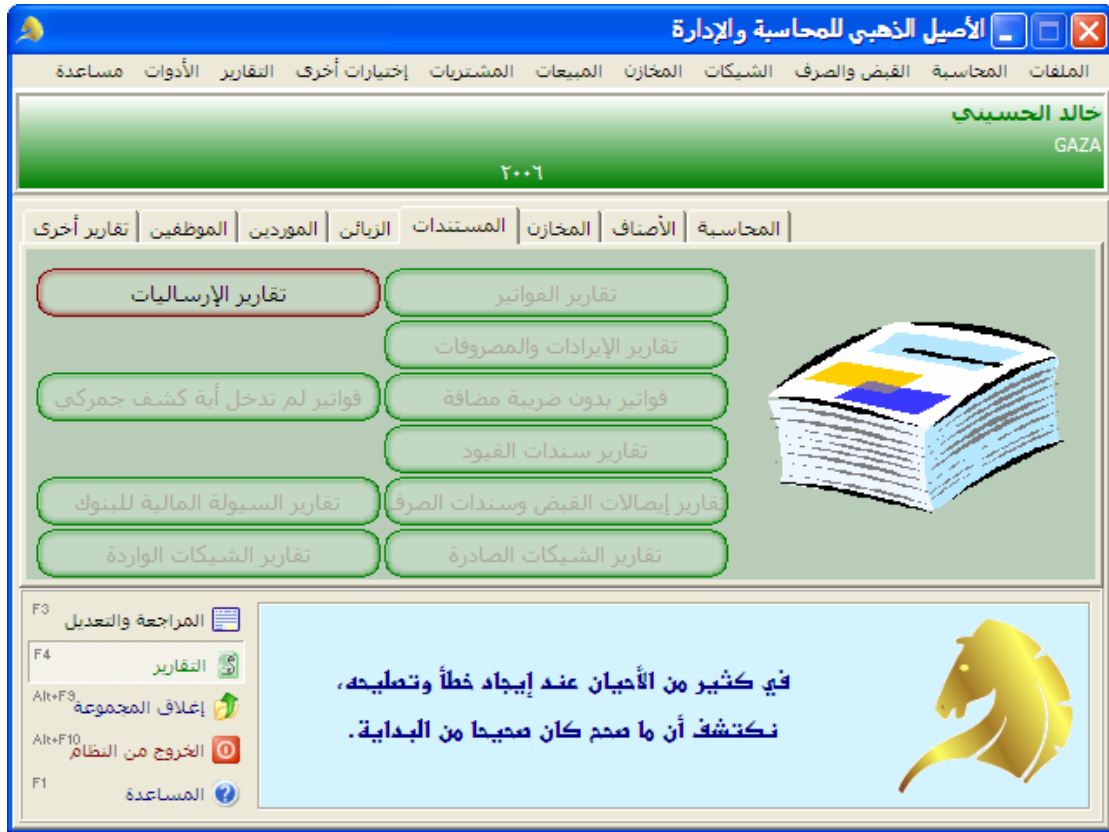 الأصيل الذهبي للمحاسبة والإدارة
الملفات المحاسبة القبض والصرف الشيكات المخازن المبيعات المشتريات إختيارات أخرى التقارير الأدوات مساعدة
خالد الحسيني
GAZA
٢٠٠٦
المحاسبة الأصناف المخازن المستندات الزبائن الموردين الموظفين تقارير أخرى
تقارير الفواتير تقارير الإرساليات
تقارير الإيرادات والمصروفات
فواتير بدون ضريبة مضافة فواتير لم تدخل أية كشف جمركي
تقارير سندات القيود
تقارير إيصالات القبض وسندات الصرف تقارير السيولة المالية للبنوك
تقارير الشيكات الصادرة تقارير الشيكات الواردة
في كثير من الأحيان عند إيجاد خطأ وتصليحه،
نكتشف أن ما صحح كان صحيحا من البداية.
المراجعة والتعديل F3
التقارير F4
إغلاق المجموعة Alt+F9
الخروج من النظام Alt+F10
المساعدة F1